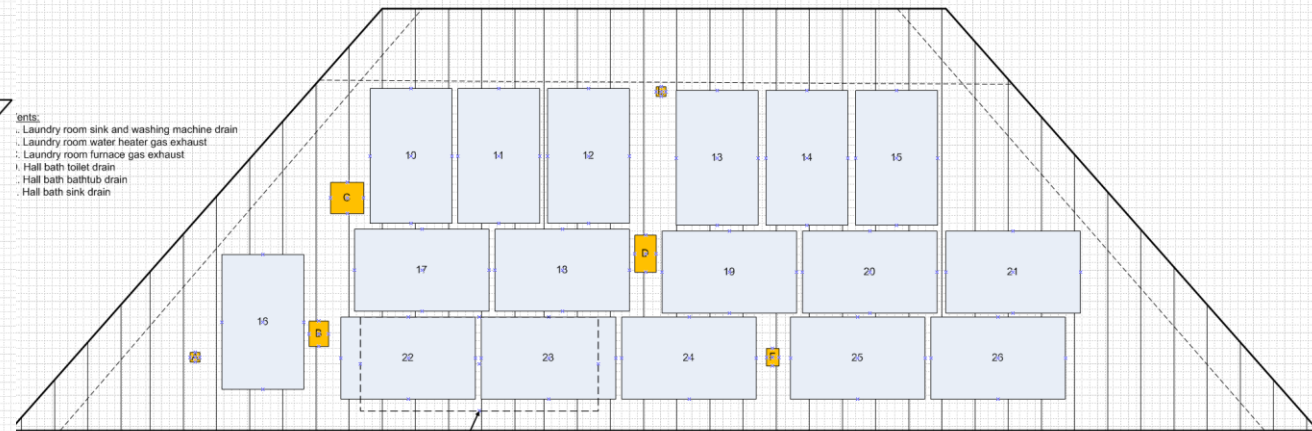 ents:
. Laundry room sink and washing machine drain
. Laundry room water heater gas exhaust
. Laundry room furnace gas exhaust
. Hall bath toilet drain
. Hall bath bathtub drain
. Hall bath sink drain
E
10
11
12
13
14
15
C
D
17
18
19
20
21
16
B
A
22
23
24
F
25
26